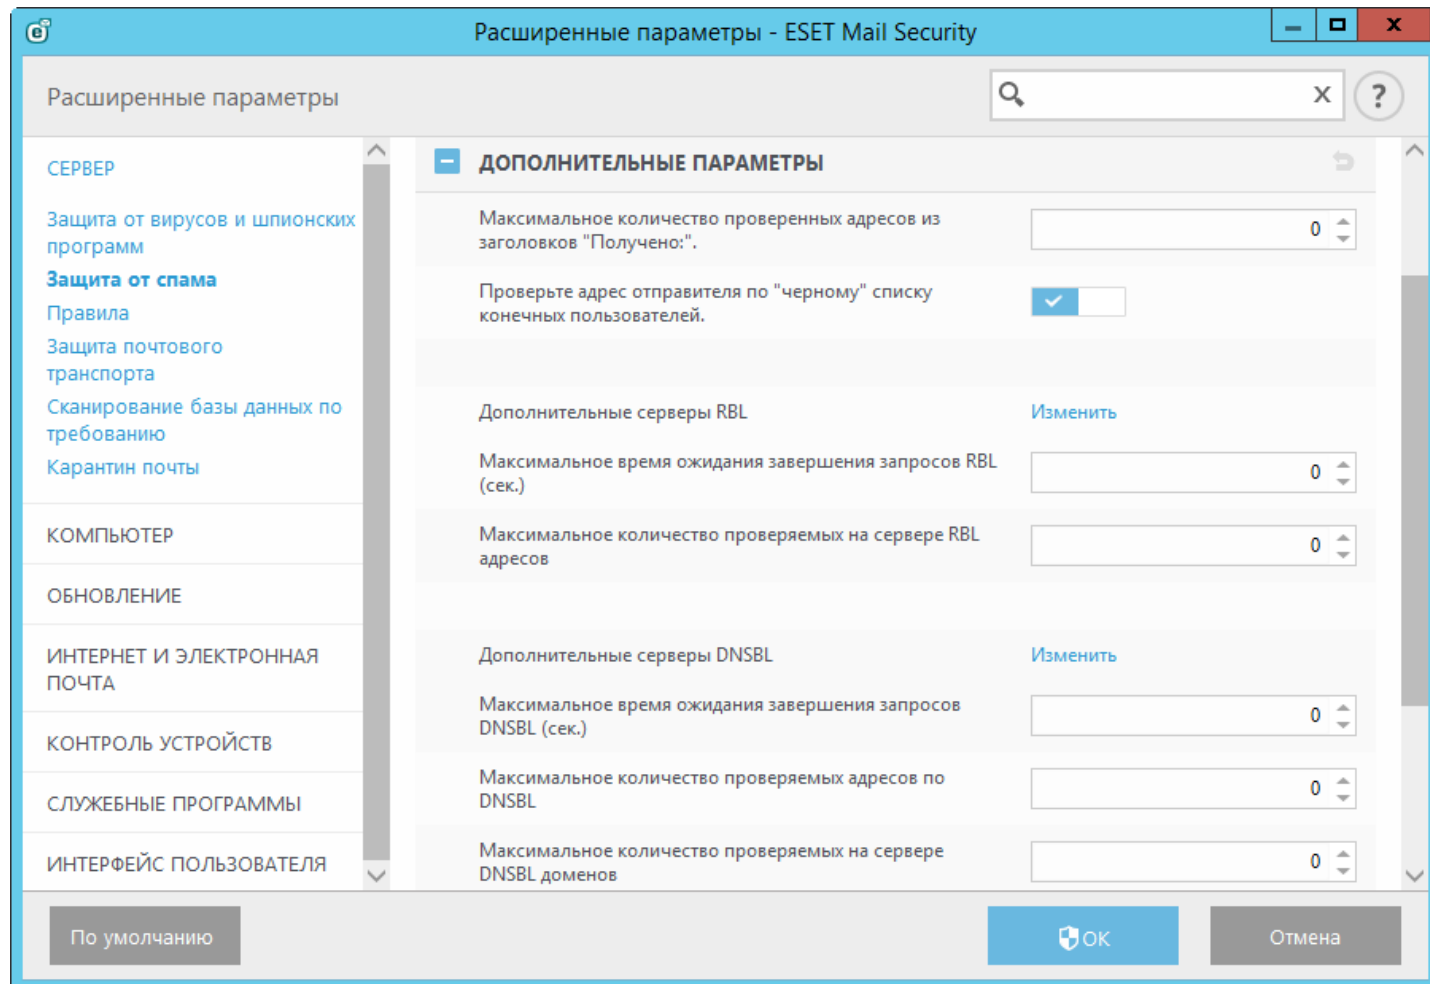 Расширенные параметры - ESET Mail Security
Расширенные параметры
СЕРВЕР
Защита от вирусов и шпионских
программ
Защита от спама
Правила
Защита почтового
транспорта
Сканирование базы данных по
требованию
Карантин почты
КОМПЬЮТЕР
ОБНОВЛЕНИЕ
ИНТЕРНЕТ И ЭЛЕКТРОННАЯ
ПОЧТА
КОНТРОЛЬ УСТРОЙСТВ
СЛУЖЕБНЫЕ ПРОГРАММЫ
ИНТЕРФЕЙС ПОЛЬЗОВАТЕЛЯ
ДОПОЛНИТЕЛЬНЫЕ ПАРАМЕТРЫ
Максимальное количество проверенных адресов из
заголовков "Получено:".
0
Проверьте адрес отправителя по "черному" списку
конечных пользователей.
Дополнительные серверы RBL
Изменить
Максимальное время ожидания завершения запросов RBL
(сек.)
0
Максимальное количество проверяемых на сервере RBL
адресов
0
Дополнительные серверы DNSBL
Изменить
Максимальное время ожидания завершения запросов
DNSBL (сек.)
0
Максимальное количество проверяемых адресов по
DNSBL
0
Максимальное количество проверяемых на сервере
DNSBL доменов
0
По умолчанию
ОК
Отмена